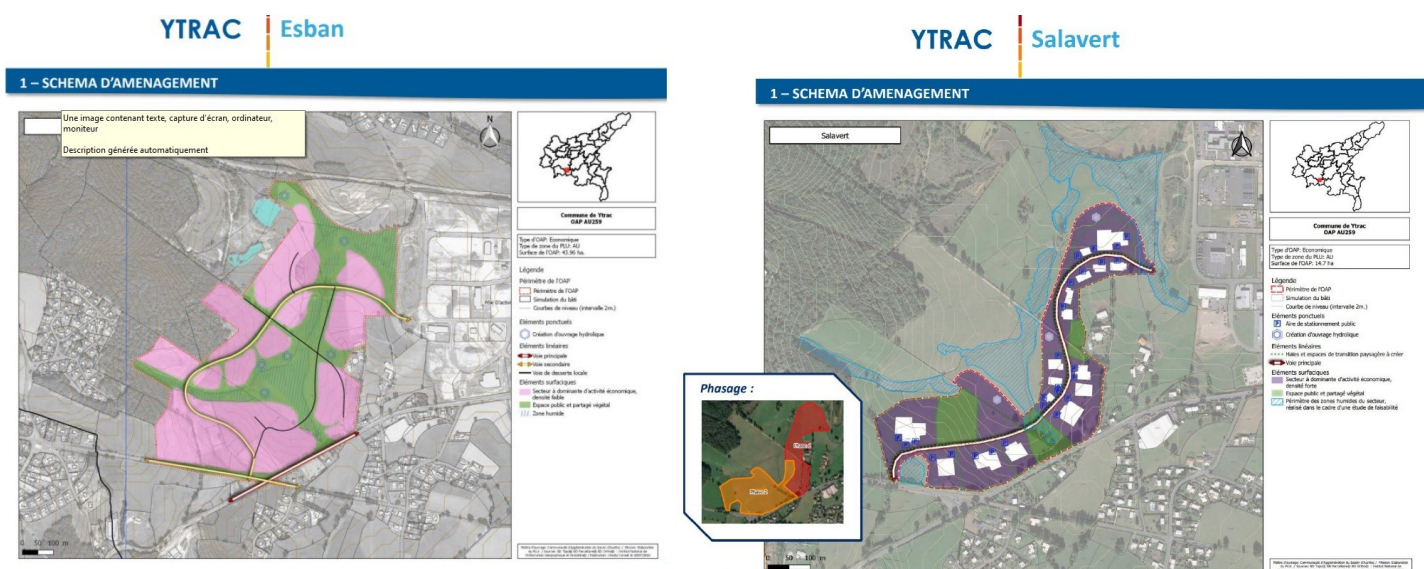 YTRAC
Esban
1 – SCHEMA D'AMENAGEMENT
Une image contenant texte, capture d'écran, ordinateur,
moniteur
Description générée automatiquement
N
Commune de Ytrac
OAP AU259
Type d'OAP: Economique
Type de zone du PLU: AU
Surface de l'OAP: 43.96 ha.
Légende
Périmètre de l'OAP
Périmètre de l'OAP
Simulation du bâti
Courbes de niveau (intervalle 2m.)
Eléments ponctuels
Création d'ouvrage hydrolique
Eléments linéaires
Voie principale
Voie secondaire
Voie de desserte locale
Eléments surfaciques
Secteur à dominante d'activité économique,
densité faible
Espace public et partagé végétal
Zone humide
0 50 100 m
YTRAC
Salavert
1 – SCHEMA D'AMENAGEMENT
Salavert
Commune de Ytrac
OAP AU259
Type d'OAP: Economique
Type de zone du PLU: AU
Surface de l'OAP: 14.7 ha
Légende
Périmètre de l'OAP
Simulation du bâti
Courbe de niveau (intervalle 2m.)
Eléments ponctuels
P Aire de stationnement public
Création d'ouvrage hydrolique
Eléments linéaires
Haies et espaces de transition paysagère à créer
Voie principale
Eléments surfaciques
Secteur à dominante d'activité économique,
densité forte
Espace public et partagé végétal
Périmètre des zones humides du secteur,
réalisé dans le cadre d'une étude de faisabilité
Phasage :
Phase 2
0 50 100 m